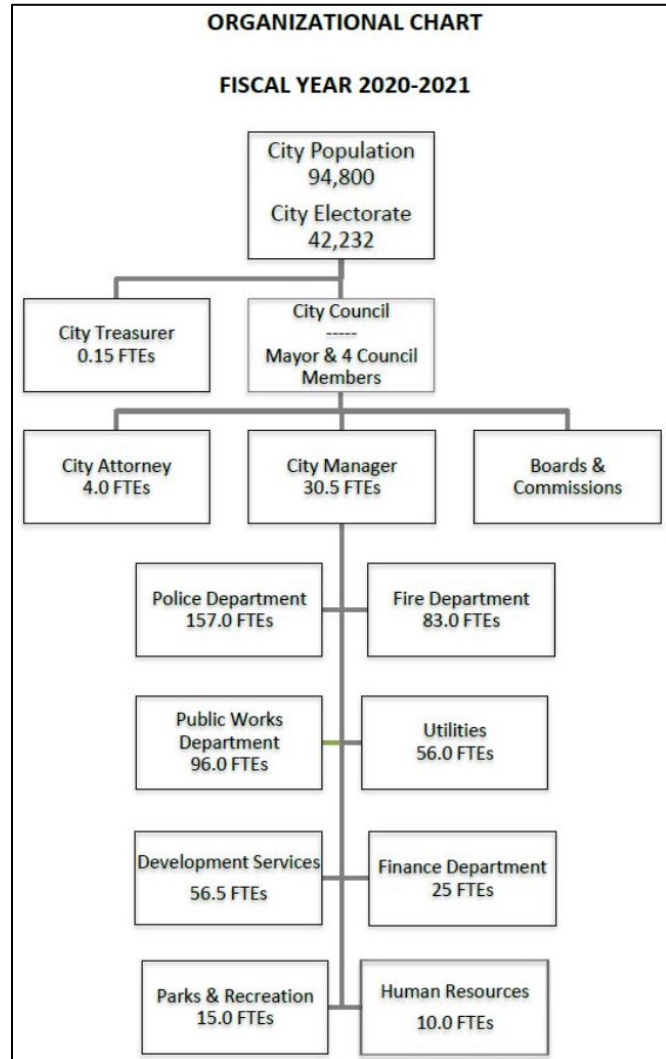 ORGANIZATIONAL CHART
FISCAL YEAR 2020-2021
City Population
94,800
City Electorate
42,232
City Treasurer
0.15 FTEs
City Council
-----
Mayor & 4 Council
Members
City Attorney
4.0 FTEs
City Manager
30.5 FTEs
Boards &
Commissions
Police Department
157.0 FTEs
Fire Department
83.0 FTEs
Public Works
Department
96.0 FTEs
Utilities
56.0 FTEs
Development Services
56.5 FTEs
Finance Department
25 FTEs
Parks & Recreation
15.0 FTEs
Human Resources
10.0 FTEs